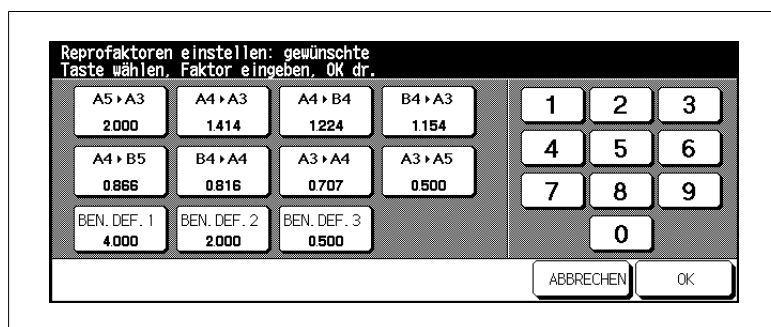 Reprofaktoren einstellen: gewünschte
Taste wählen, Faktor eingeben, OK dr.
A5▸A3 A4▸A3 A4▸B4 B4▸A3
2.000 1.414 1.224 1.154
A4▸B5 B4▸A4 A3▸A4 A3▸A5
0.866 0.816 0.707 0.500
BEN. DEF. 1 BEN. DEF. 2 BEN. DEF. 3
4.000 2.000 0.500
1 2 3
4 5 6
7 8 9
0
ABBRECHEN OK